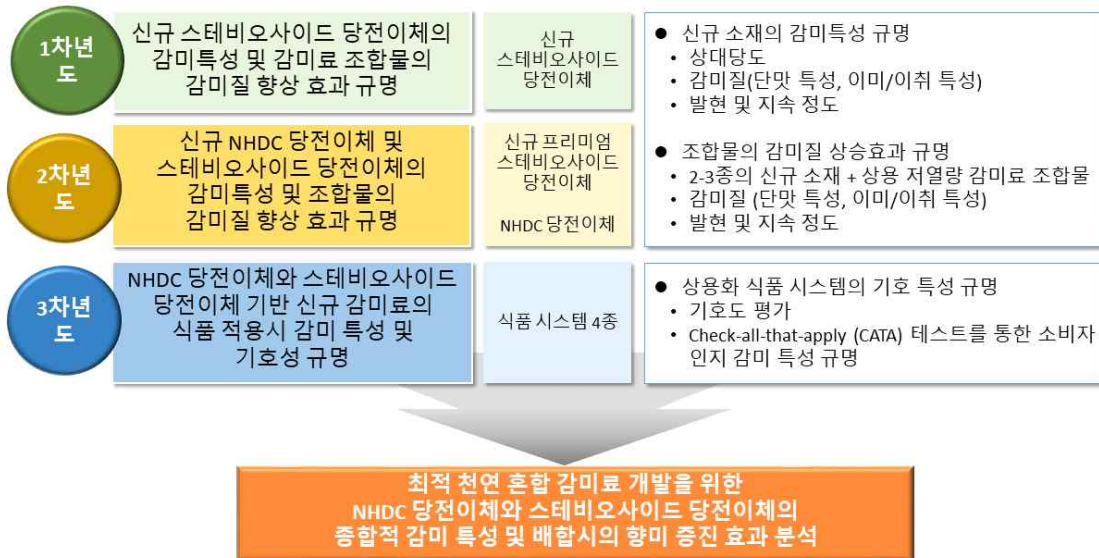 1차년
도
신규 스테비오사이드 당전이체의
감미특성 및 감미료 조합물의
감미질 향상 효과 규명
신규
스테비오사이드
당전이체
● 신규 소재의 감미특성 규명
• 상대당도
• 감미질(단맛 특성, 이미/이취 특성)
• 발현 및 지속 정도
2차년
도
신규 NHDC 당전이체 및
스테비오사이드 당전이체의
감미특성 및 조합물의
감미질 향상 효과 규명
신규 프리미엄
스테비오사이드
당전이체
NHDC 당전이체
● 조합물의 감미질 상승효과 규명
• 2-3종의 신규 소재 + 상용 저열량 감미료 조합물
• 감미질 (단맛 특성, 이미/이취 특성)
• 발현 및 지속 정도
3차년
도
NHDC 당전이체와 스테비오사이드
당전이체 기반 신규 감미료의
식품 적용시 감미 특성 및
기호성 규명
식품 시스템 4종
● 상용화 식품 시스템의 기호 특성 규명
• 기호도 평가
• Check-all-that-apply (CATA) 테스트를 통한 소비자
인지 감미 특성 규명
최적 천연 혼합 감미료 개발을 위한
NHDC 당전이체와 스테비오사이드 당전이체의
종합적 감미 특성 및 배합시의 향미 증진 효과 분석